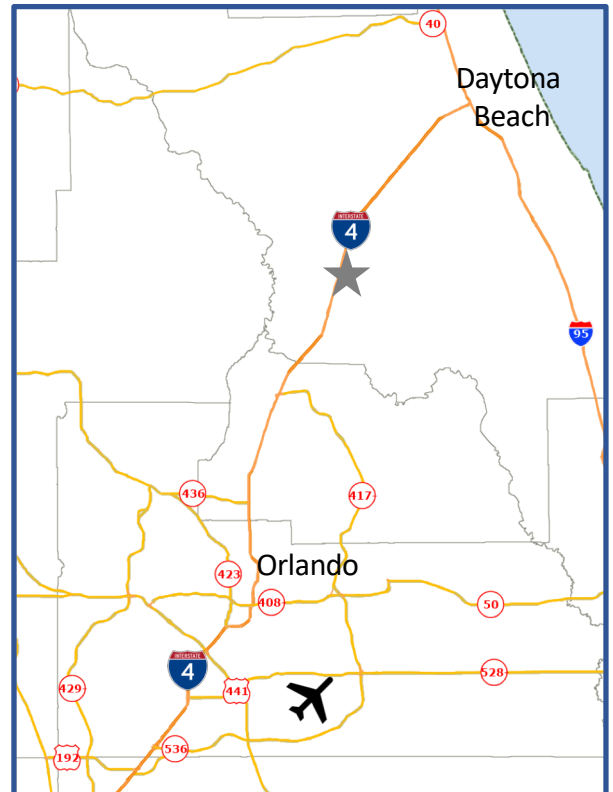 40
Daytona
Beach
INTERSTATE
4
95
436
417
Orlando
423
408
50
INTERSTATE
4
528
429
441
536
192